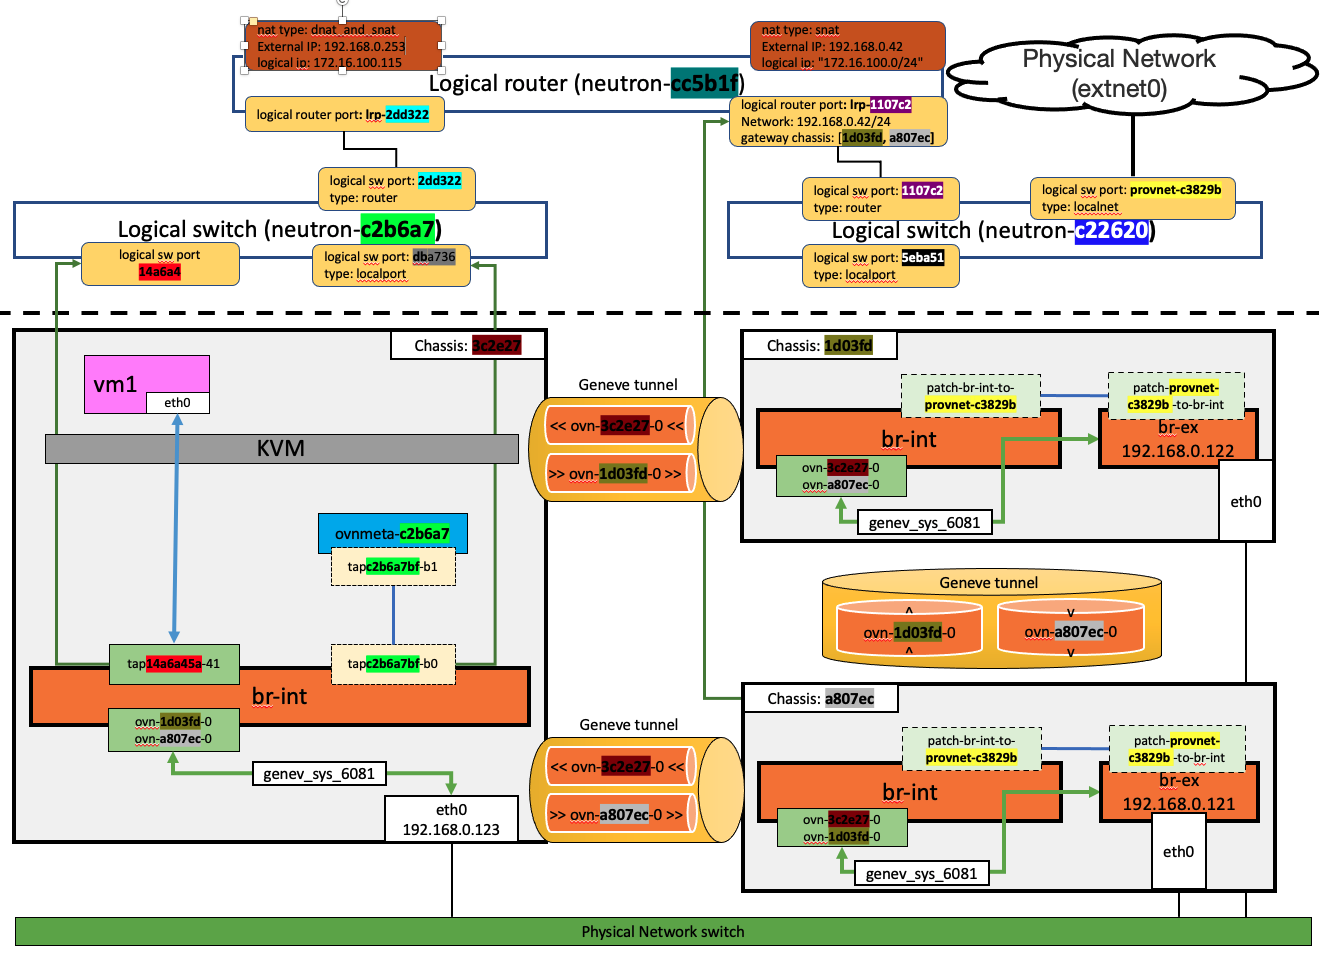 nat type: dnat_and_snat
External IP: 192.168.0.253
logical ip: 172.16.100.115
nat type: snat
External IP: 192.168.0.42
logical ip: "172.16.100.0/24"
Physical Network
(extnet0)
Logical router (neutron-cc5b1f)
logical router port: lrp-2dd322
logical router port: lrp-1107c2
Network: 192.168.0.42/24
gateway chassis: [1d03fd, a807ec]
logical sw port: 2dd322
type: router
logical sw port: 1107c2
type: router
logical sw port: provnet-c3829b
type: localnet
Logical switch (neutron-c2b6a7)
Logical switch (neutron-c22620)
logical sw port
14a6a4
logical sw port: dba736
type: localport
logical sw port: 5eba51
type: localport
Chassis: 3c2e27
vm1
eth0
KVM
ovnmeta-c2b6a7
tapc2b6a7bf-b1
tap14a6a45a-41
tapc2b6a7bf-b0
br-int
ovn-1d03fd-0
ovn-a807ec-0
genev_sys_6081
eth0
192.168.0.123
Geneve tunnel
<< ovn-3c2e27-0 <<
>> ovn-1d03fd-0 >>
Chassis: 1d03fd
patch-br-int-to-
provnet-c3829b
patch-provnet-
c3829b-to-br-int
br-int
br-ex
192.168.0.122
ovn-3c2e27-0
ovn-a807ec-0
genev_sys_6081
eth0
Geneve tunnel
^
ovn-1d03fd-0
^
v
ovn-a807ec-0
v
Geneve tunnel
<< ovn-3c2e27-0 <<
>> ovn-a807ec-0 >>
Chassis: a807ec
patch-br-int-to-
provnet-c3829b
patch-provnet-
c3829b-to-br-int
br-int
br-ex
192.168.0.121
ovn-3c2e27-0
ovn-1d03fd-0
genev_sys_6081
eth0
Physical Network switch